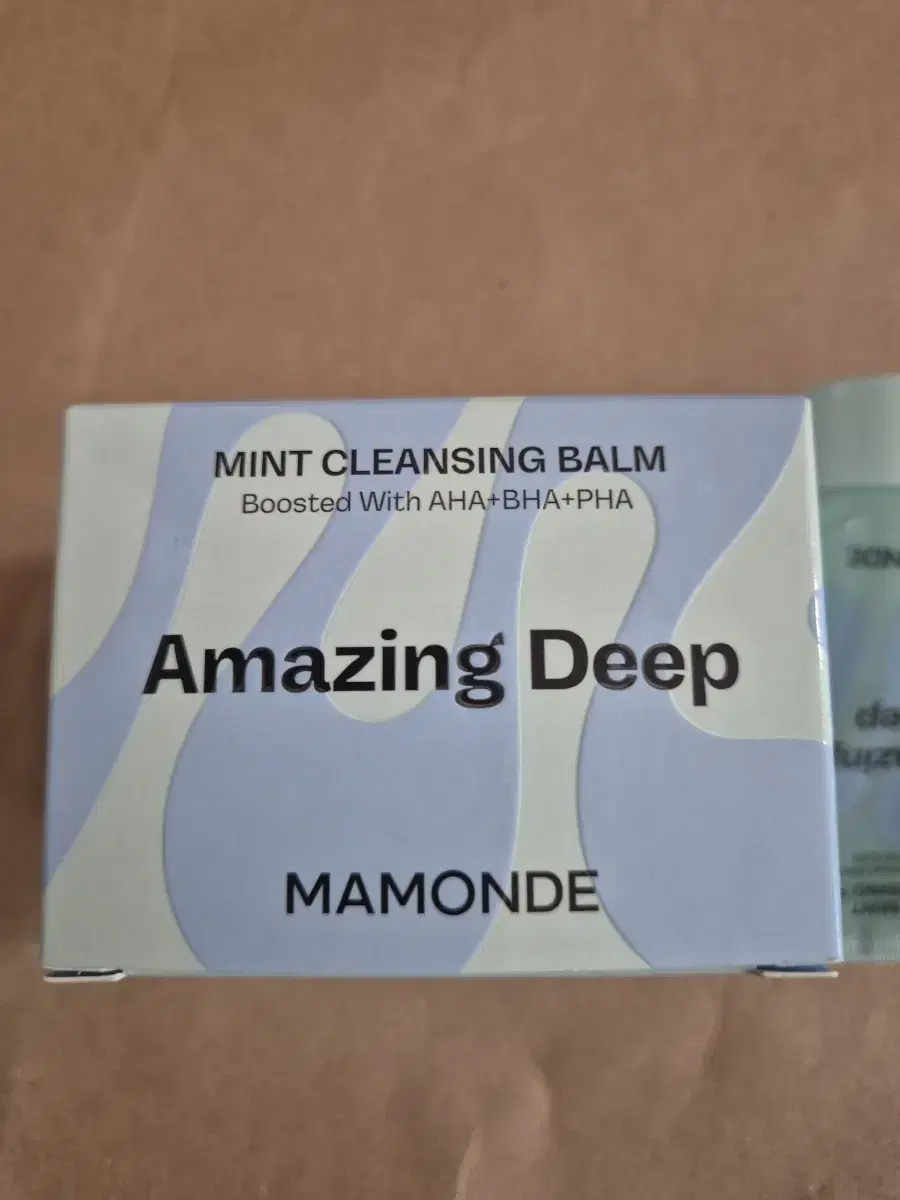 MINT CLEANSING BALM
Boosted With AHA+BHA+PHA
Amazing Deep
MAMONDE